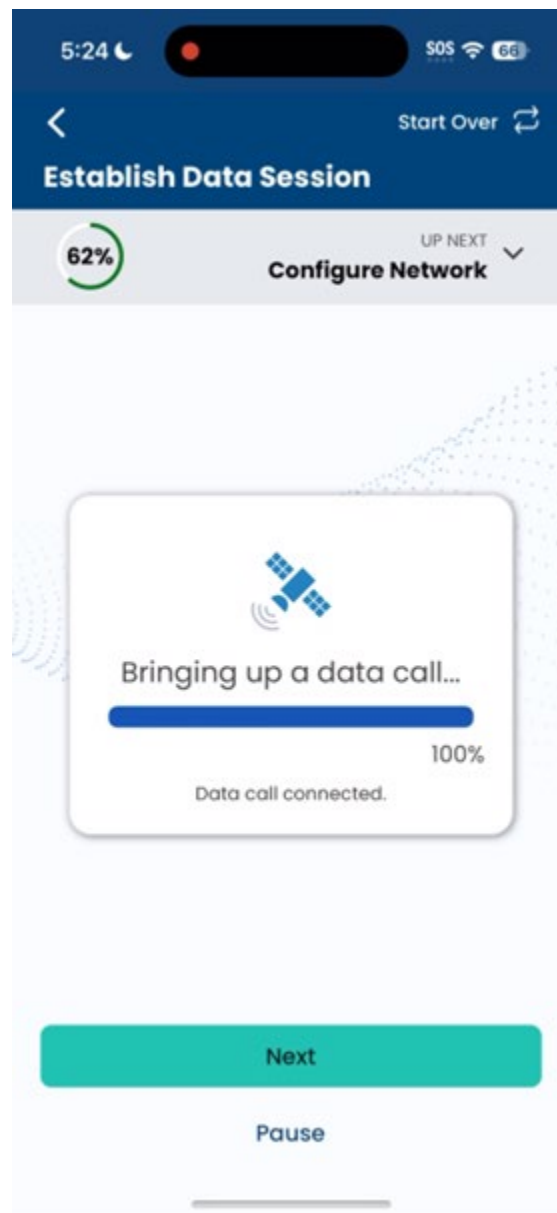 5:24 SOS 66
Start Over
Establish Data Session
62%
UP NEXT
Configure Network
Bringing up a data call...
100%
Data call connected.
Next
Pause